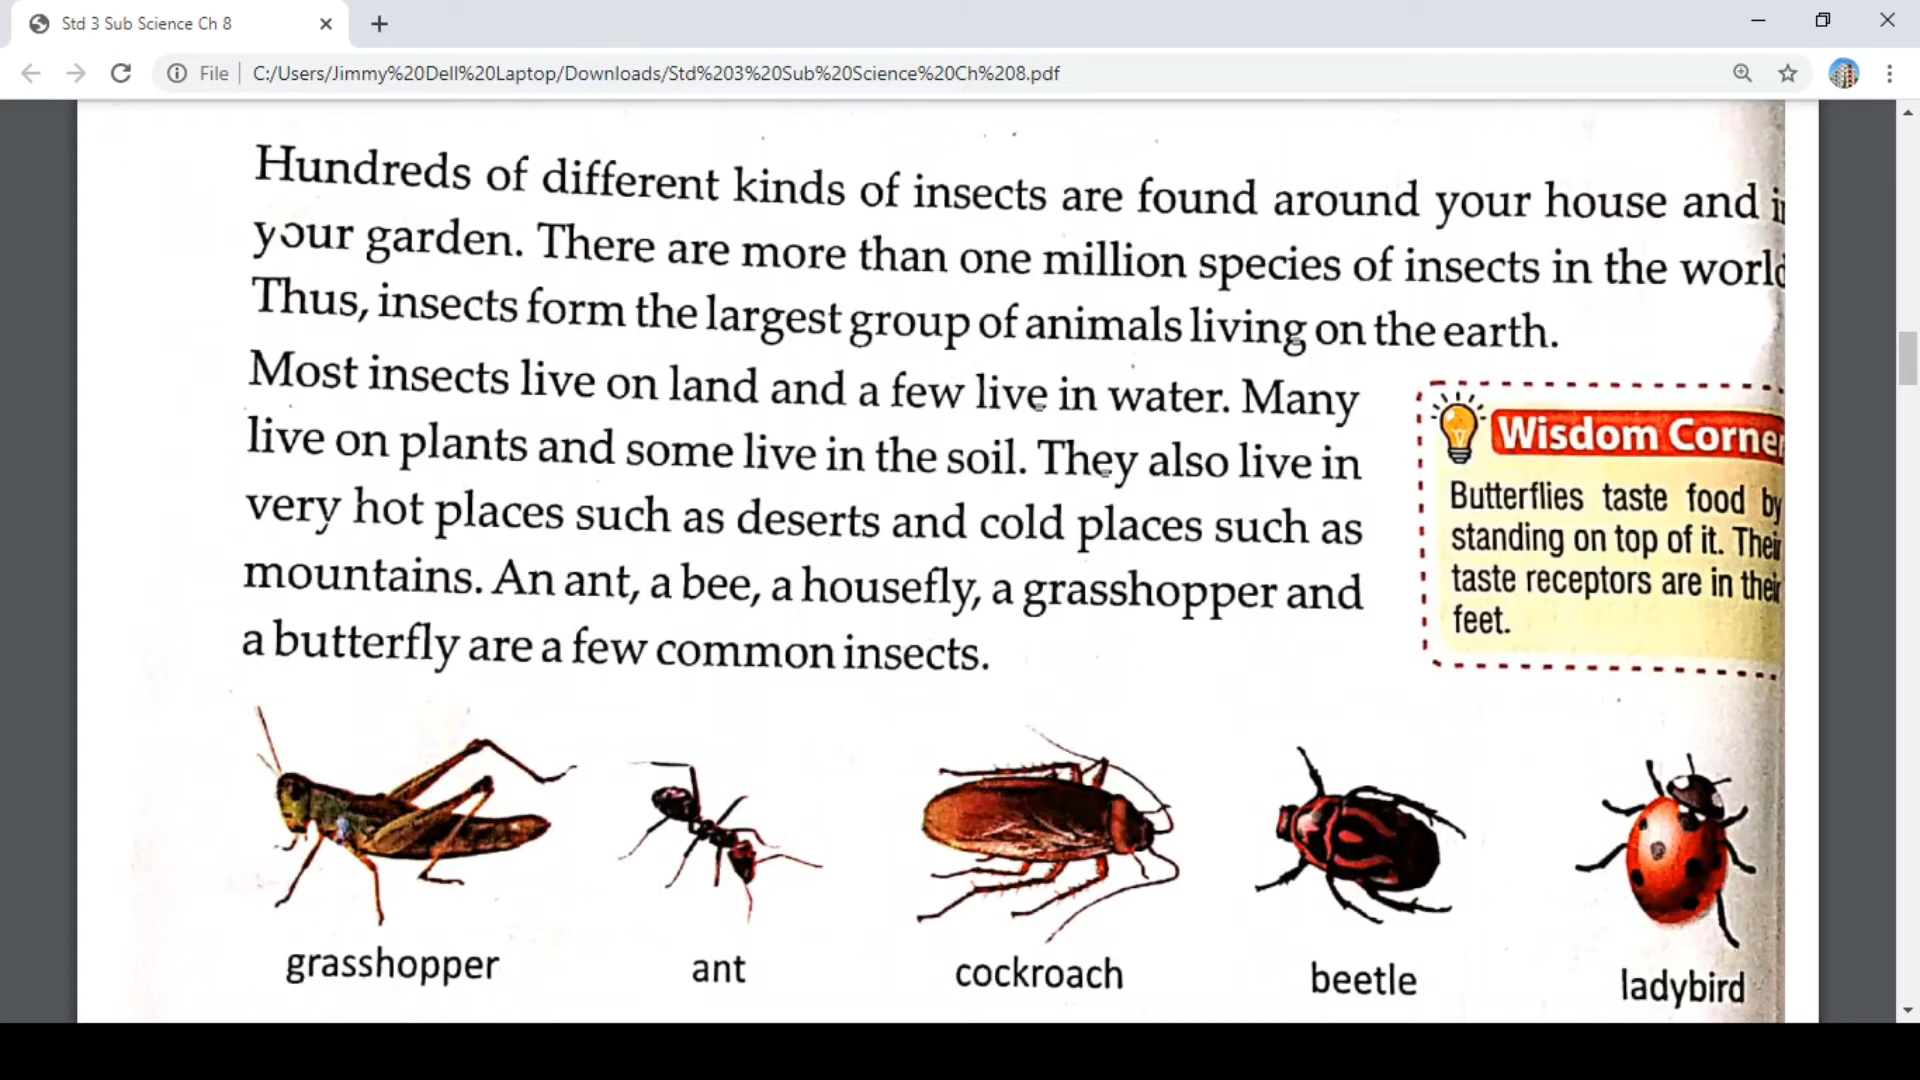 Std 3 Sub Science Ch 8
File
C:/Users/Jimmy%20Dell%20Laptop/Downloads/Std%203%20Sub%20Science%20Ch%208.pdf
Hundreds of different kinds of insects are found around your house and
your garden. There are more than one million species of insects in the world
Thus, insects form the largest group of animals living on the earth.
Most insects live on land and a few live in water. Many
live on plants and some live in the soil. They also live in
very hot places such as deserts and cold places such as
mountains. An ant, a bee, a housefly, a grasshopper and
a butterfly are a few common insects.
Wisdom Corner
Butterflies taste food by
standing on top of it. Their
taste receptors are in their
feet.
grasshopper
ant
cockroach
beetle
ladybird